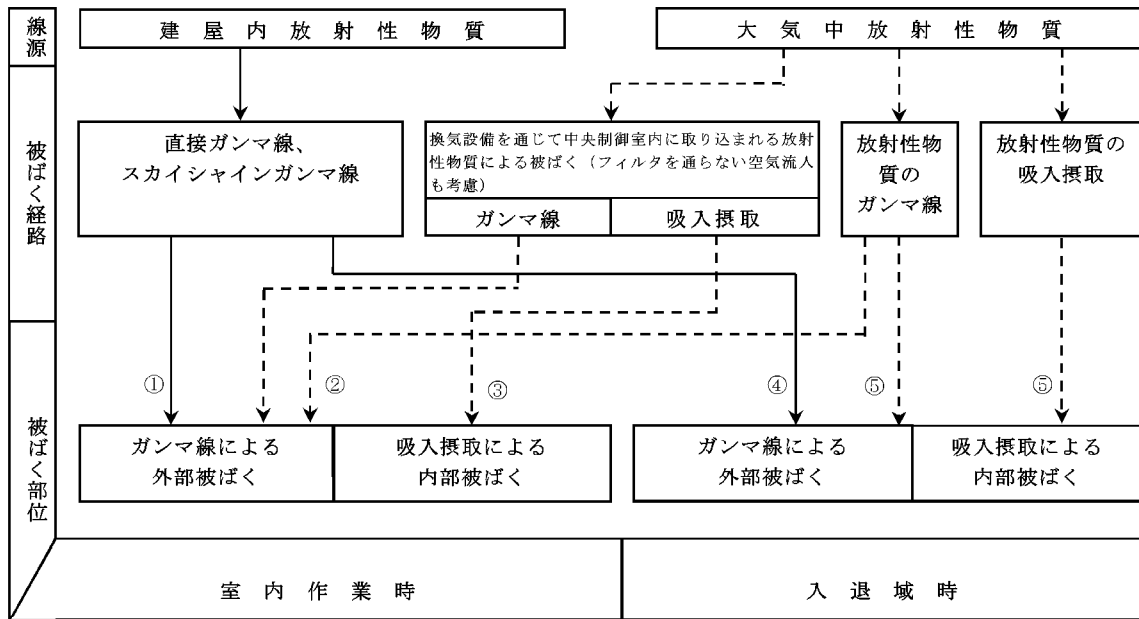 線源
建屋内放射性物質
大気中放射性物質
被ばく経路
直接ガンマ線、
スカイシャインガンマ線
換気設備を通じて中央制御室内に取り込まれる放射
性物質による被ばく（フィルタを通らない空気流人
も考慮）
ガンマ線
吸入摂取
放射性物
質の
ガンマ線
放射性物質の
吸入摂取
①
②
③
④
⑤
⑤
被ばく部位
ガンマ線による
外部被ばく
吸入摂取による
内部被ばく
ガンマ線による
外部被ばく
吸入摂取による
内部被ばく
室内作業時
入退域時